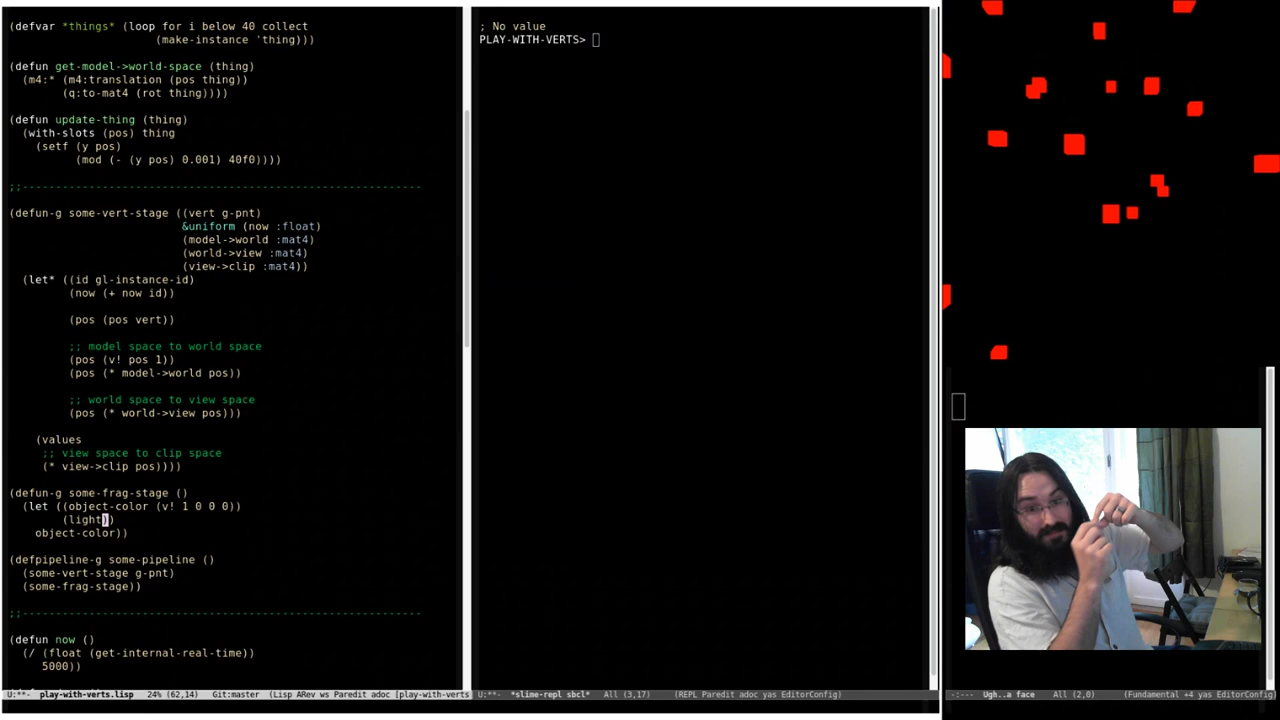 (defvar *things* (loop for i below 40 collect
(make-instance 'thing)))
(defun get-model->world-space (thing)
(m4:* (m4:translation (pos thing))
(q:to-mat4 (rot thing))))
(defun update-thing (thing)
(with-slots (pos) thing
(setf (y pos)
(mod (- (y pos) 0.001) 40f0))))
;;------------------------------------------------------------
(defun-g some-vert-stage ((vert g-pnt)
&uniform (now :float)
(model->world :mat4)
(world->view :mat4)
(view->clip :mat4))
(let* ((id gl-instance-id)
(now (+ now id))
(pos (pos vert))
;; model space to world space
(pos (v! pos 1))
(pos (* model->world pos))
;; world space to view space
(pos (* world->view pos)))
(values
;; view space to clip space
(* view->clip pos))))
(defun-g some-frag-stage ()
(let ((object-color (v! 1 0 0 0))
(light))
object-color))
(defpipeline-g some-pipeline ()
(some-vert-stage g-pnt)
(some-frag-stage))
;;------------------------------------------------------------
(defun now ()
(/ (float (get-internal-real-time))
5000))
U:**- play-with-verts.lisp 24% (62,14) Git:master (Lisp ARev ws Paredit adoc [play-with-verts
; No value
PLAY-WITH-VERTS>
U:**- *slime-repl sbcl* All (3,17) (REPL Paredit adoc yas EditorConfig)
-:--- Ugh..a face All (2,0) (Fundamental +4 yas EditorConfig)